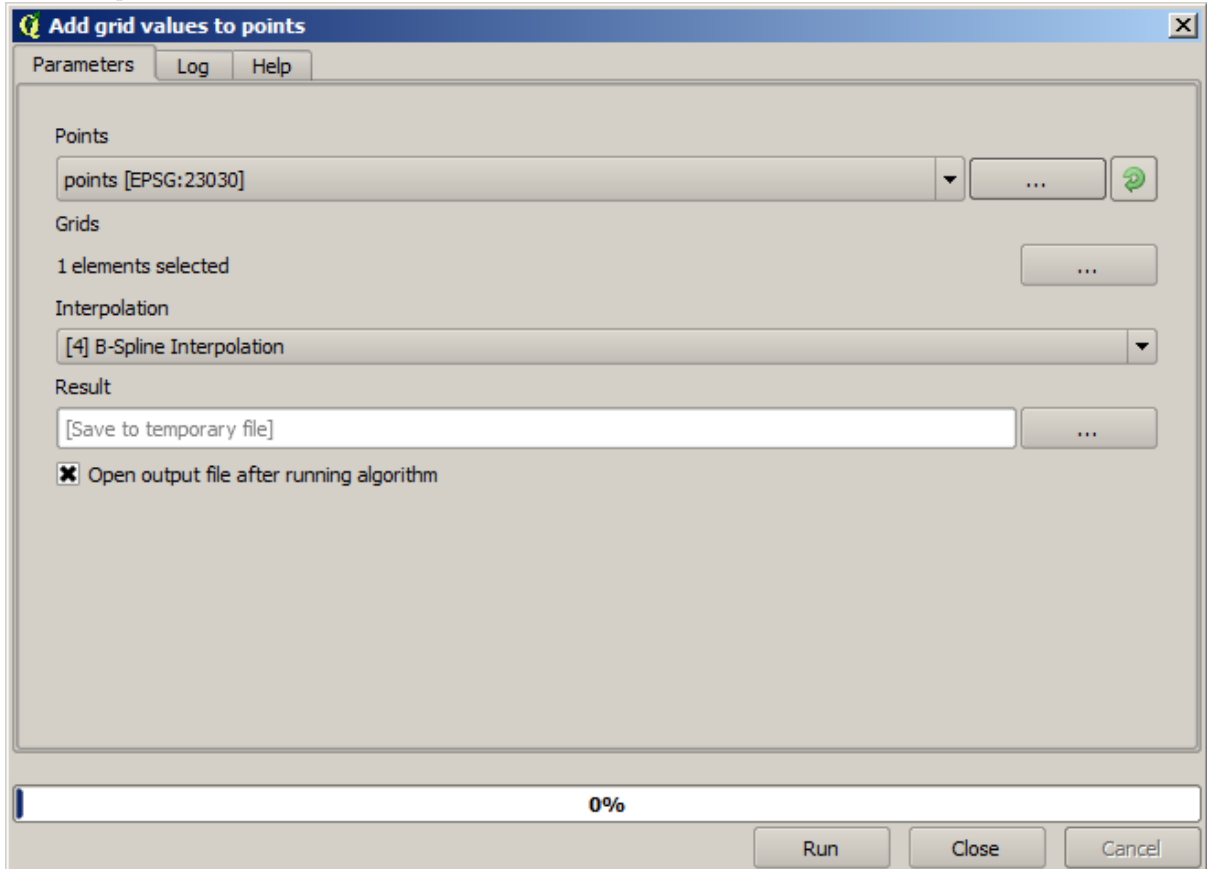 Add grid values to points
Parameters Log Help
Points
points [EPSG:23030] ...
Grids
1 elements selected ...
Interpolation
[4] B-Spline Interpolation
Result
[Save to temporary file] ...
Open output file after running algorithm
0%
Run Close Cancel